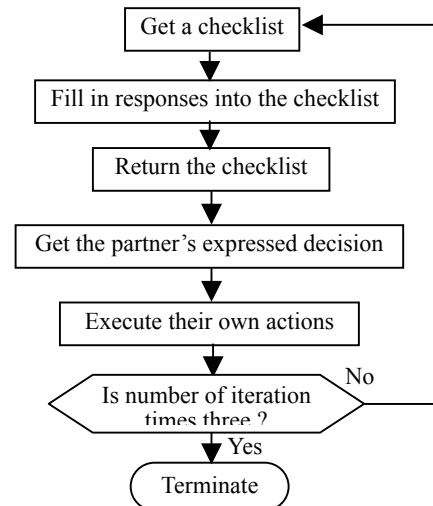 Get a checklist
Fill in responses into the checklist
Return the checklist
Get the partner’s expressed decision
Execute their own actions
No
Is number of iteration
times three ?
Yes
Terminate